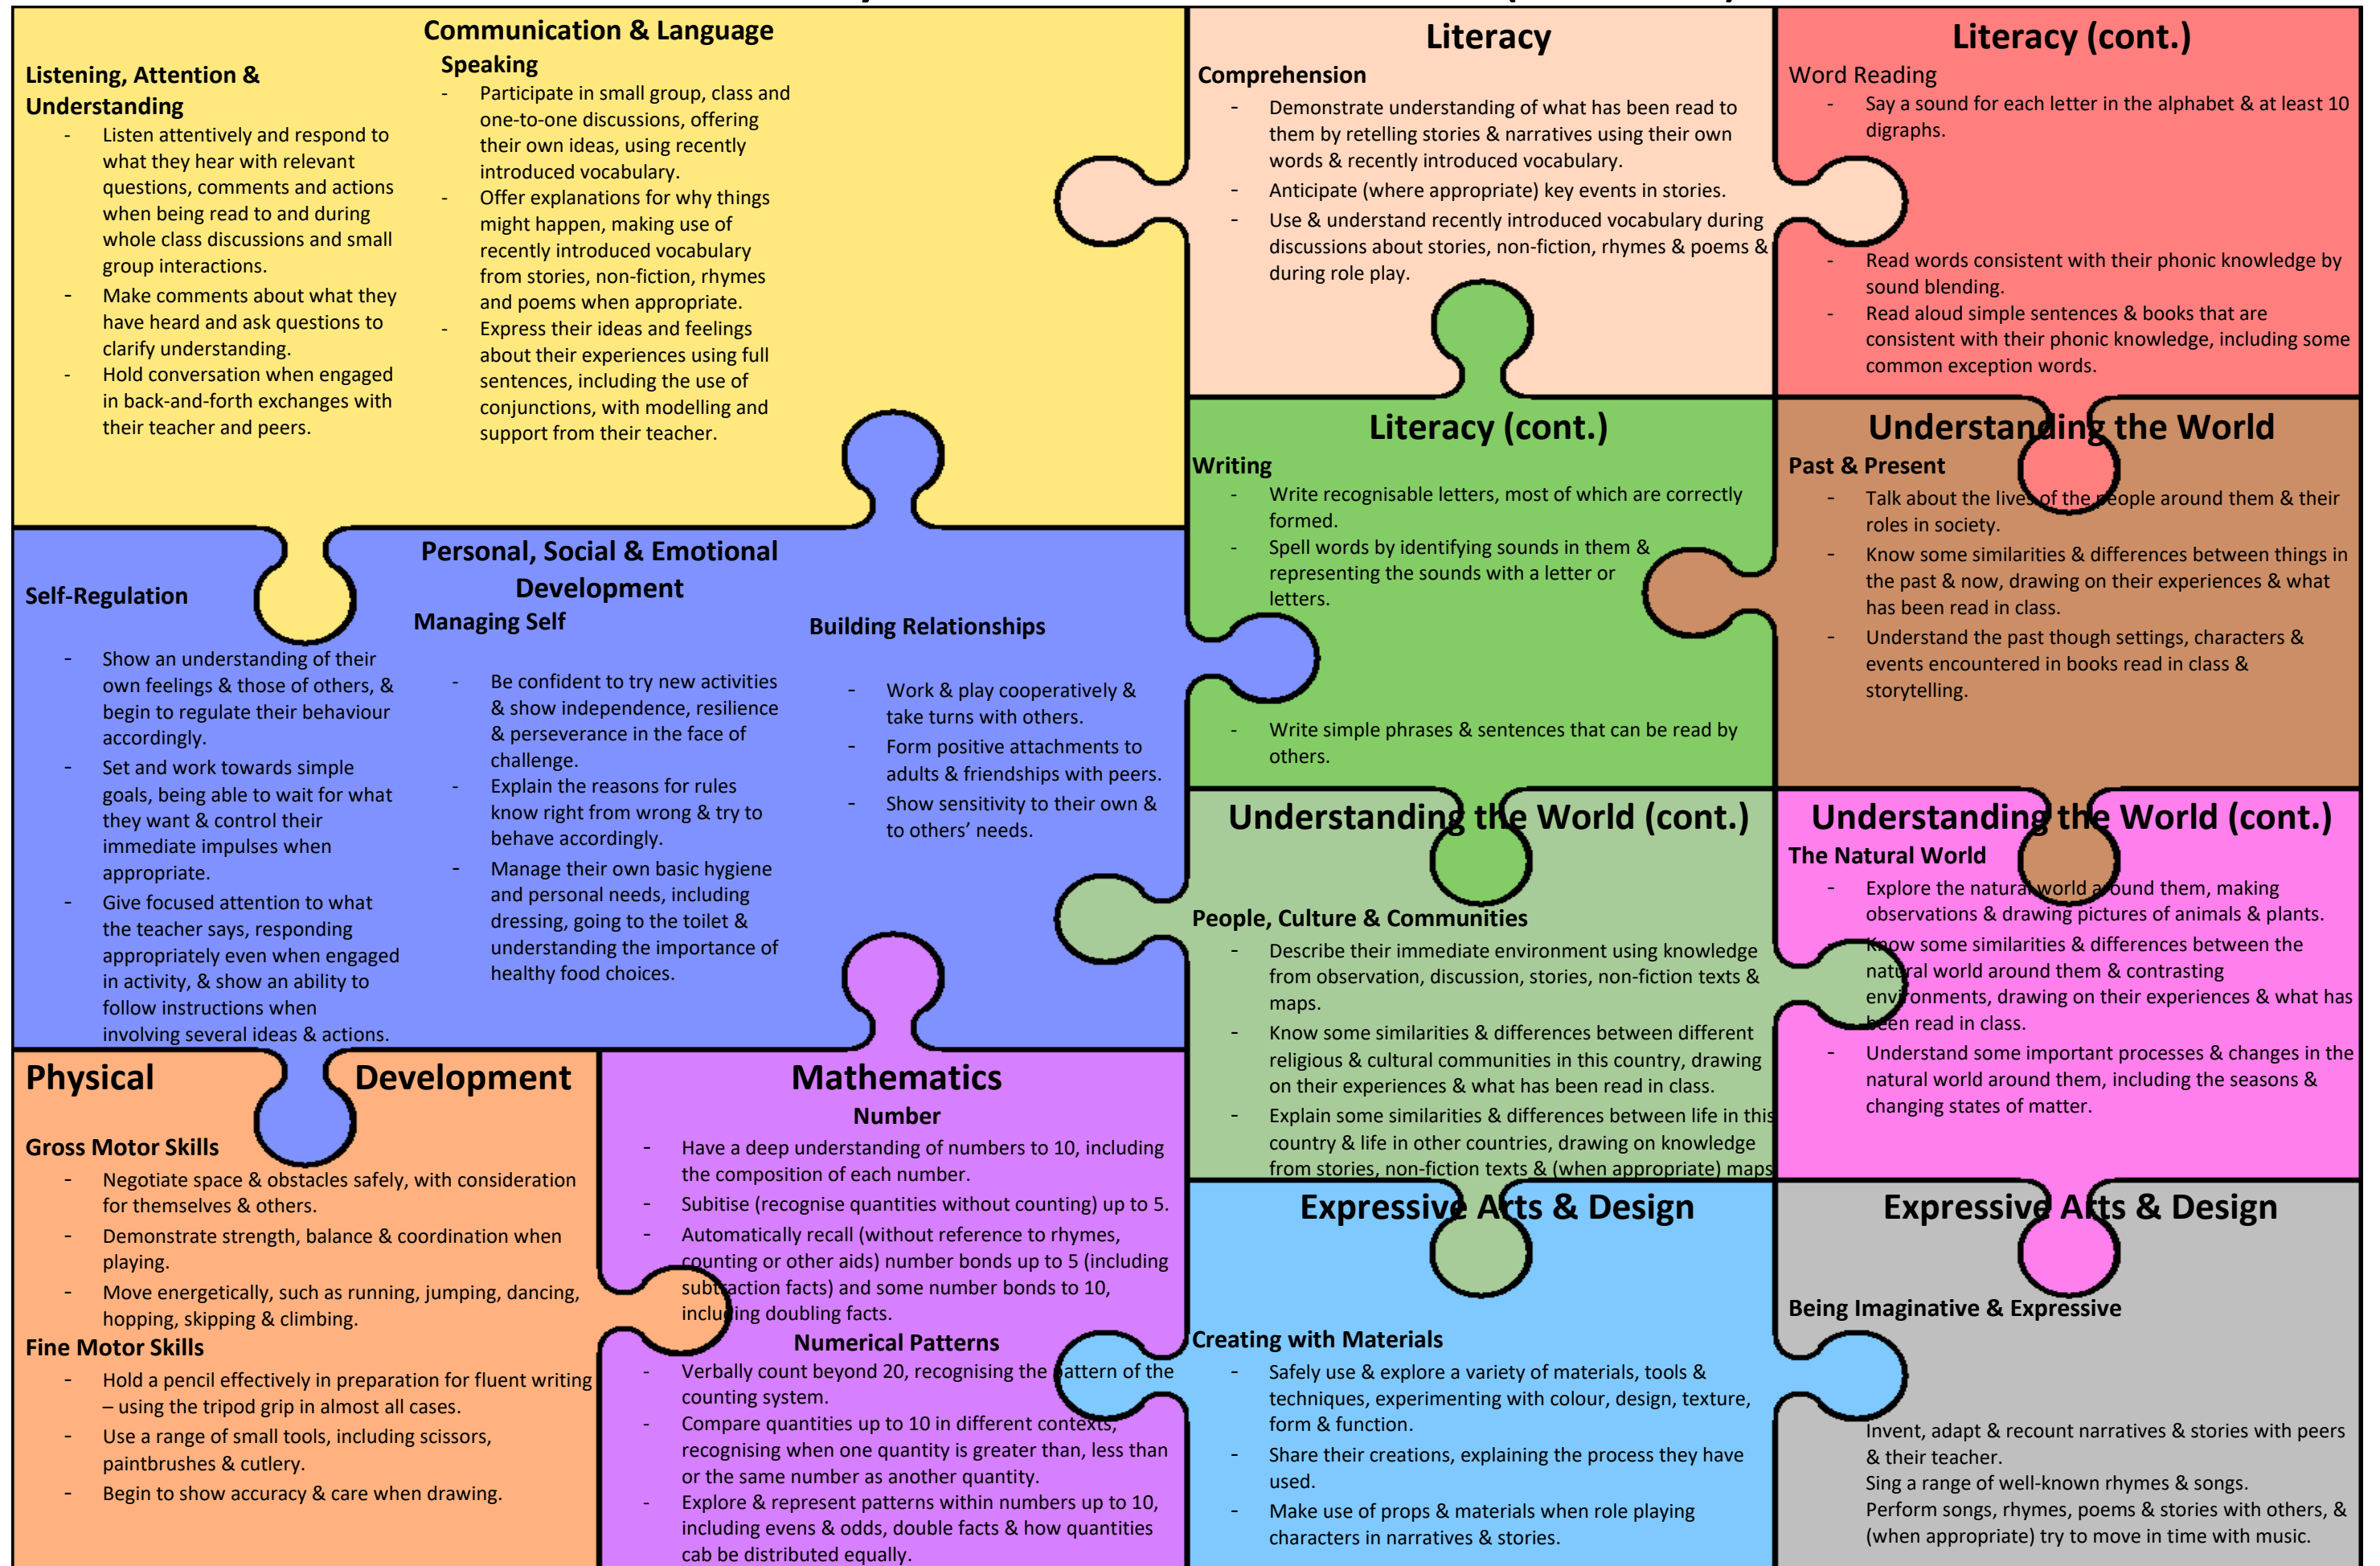 Communication & Language
Listening, Attention &
Understanding
- Listen attentively and respond to
what they hear with relevant
questions, comments and actions
when being read to and during
whole class discussions and small
group interactions.
- Make comments about what they
have heard and ask questions to
clarify understanding.
- Hold conversation when engaged
in back-and-forth exchanges with
their teacher and peers.
Speaking
- Participate in small group, class and
one-to-one discussions, offering
their own ideas, using recently
introduced vocabulary.
- Offer explanations for why things
might happen, making use of
recently introduced vocabulary
from stories, non-fiction, rhymes
and poems when appropriate.
- Express their ideas and feelings
about their experiences using full
sentences, including the use of
conjunctions, with modelling and
support from their teacher.
Literacy
Comprehension
- Demonstrate understanding of what has been read to
them by retelling stories & narratives using their own
words & recently introduced vocabulary.
- Anticipate (where appropriate) key events in stories.
- Use & understand recently introduced vocabulary during
discussions about stories, non-fiction, rhymes & poems &
during role play.
Literacy (cont.)
Word Reading
- Say a sound for each letter in the alphabet & at least 10
digraphs.
- Read words consistent with their phonic knowledge by
sound blending.
- Read aloud simple sentences & books that are
consistent with their phonic knowledge, including some
common exception words.
Literacy (cont.)
Writing
- Write recognisable letters, most of which are correctly
formed.
- Spell words by identifying sounds in them &
representing the sounds with a letter or
letters.
- Write simple phrases & sentences that can be read by
others.
Understanding the World
Past & Present
- Talk about the lives of the people around them & their
roles in society.
- Know some similarities & differences between things in
the past & now, drawing on their experiences & what
has been read in class.
- Understand the past though settings, characters &
events encountered in books read in class &
storytelling.
Personal, Social & Emotional
Development
Self-Regulation
- Show an understanding of their
own feelings & those of others, &
begin to regulate their behaviour
accordingly.
- Set and work towards simple
goals, being able to wait for what
they want & control their
immediate impulses when
appropriate.
- Give focused attention to what
the teacher says, responding
appropriately even when engaged
in activity, & show an ability to
follow instructions when
involving several ideas & actions.
Managing Self
- Be confident to try new activities
& show independence, resilience
& perseverance in the face of
challenge.
- Explain the reasons for rules
know right from wrong & try to
behave accordingly.
- Manage their own basic hygiene
and personal needs, including
dressing, going to the toilet &
understanding the importance of
healthy food choices.
Building Relationships
- Work & play cooperatively &
take turns with others.
- Form positive attachments to
adults & friendships with peers.
- Show sensitivity to their own &
to others' needs.
Understanding the World (cont.)
People, Culture & Communities
- Describe their immediate environment using knowledge
from observation, discussion, stories, non-fiction texts &
maps.
- Know some similarities & differences between different
religious & cultural communities in this country, drawing
on their experiences & what has been read in class.
- Explain some similarities & differences between life in this
country & life in other countries, drawing on knowledge
from stories, non-fiction texts & (when appropriate) maps
Understanding the World (cont.)
The Natural World
- Explore the natural world around them, making
observations & drawing pictures of animals & plants.
Know some similarities & differences between the
natural world around them & contrasting
environments, drawing on their experiences & what has
been read in class.
- Understand some important processes & changes in the
natural world around them, including the seasons &
changing states of matter.
Physical Development
Gross Motor Skills
- Negotiate space & obstacles safely, with consideration
for themselves & others.
- Demonstrate strength, balance & coordination when
playing.
- Move energetically, such as running, jumping, dancing,
hopping, skipping & climbing.
Fine Motor Skills
- Hold a pencil effectively in preparation for fluent writing
– using the tripod grip in almost all cases.
- Use a range of small tools, including scissors,
paintbrushes & cutlery.
- Begin to show accuracy & care when drawing.
Mathematics
Number
- Have a deep understanding of numbers to 10, including
the composition of each number.
- Subitise (recognise quantities without counting) up to 5.
- Automatically recall (without reference to rhymes,
counting or other aids) number bonds up to 5 (including
subtraction facts) and some number bonds to 10,
including doubling facts.
Numerical Patterns
- Verbally count beyond 20, recognising the pattern of the
counting system.
- Compare quantities up to 10 in different contexts,
recognising when one quantity is greater than, less than
or the same number as another quantity.
- Explore & represent patterns within numbers up to 10,
including evens & odds, double facts & how quantities
cab be distributed equally.
Expressive Arts & Design
Creating with Materials
- Safely use & explore a variety of materials, tools &
techniques, experimenting with colour, design, texture,
form & function.
- Share their creations, explaining the process they have
used.
- Make use of props & materials when role playing
characters in narratives & stories.
Expressive Arts & Design
Being Imaginative & Expressive
Invent, adapt & recount narratives & stories with peers
& their teacher.
Sing a range of well-known rhymes & songs.
Perform songs, rhymes, poems & stories with others, &
(when appropriate) try to move in time with music.